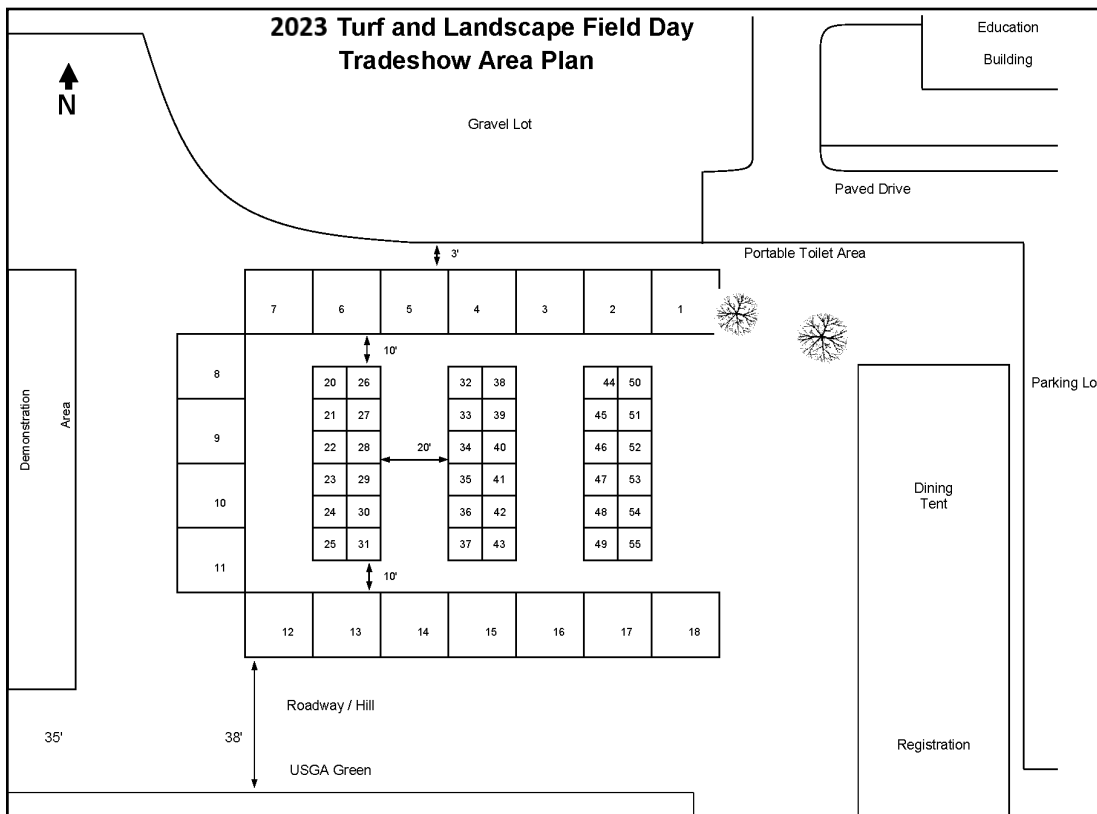 2023 Turf and Landscape Field Day
Tradeshow Area Plan
Education
Building
N
Gravel Lot
Paved Drive
Portable Toilet Area
3'
7 6 5 4 3 2 1
10'
8
9
10
11
20 26
21 27
22 28
23 29
24 30
25 31
20'
32 38
33 39
34 40
35 41
36 42
37 43
44 50
45 51
46 52
47 53
48 54
49 55
10'
12 13 14 15 16 17 18
Demonstration
Area
Parking Lo
Dining
Tent
Registration
Roadway / Hill
35'
38'
USGA Green